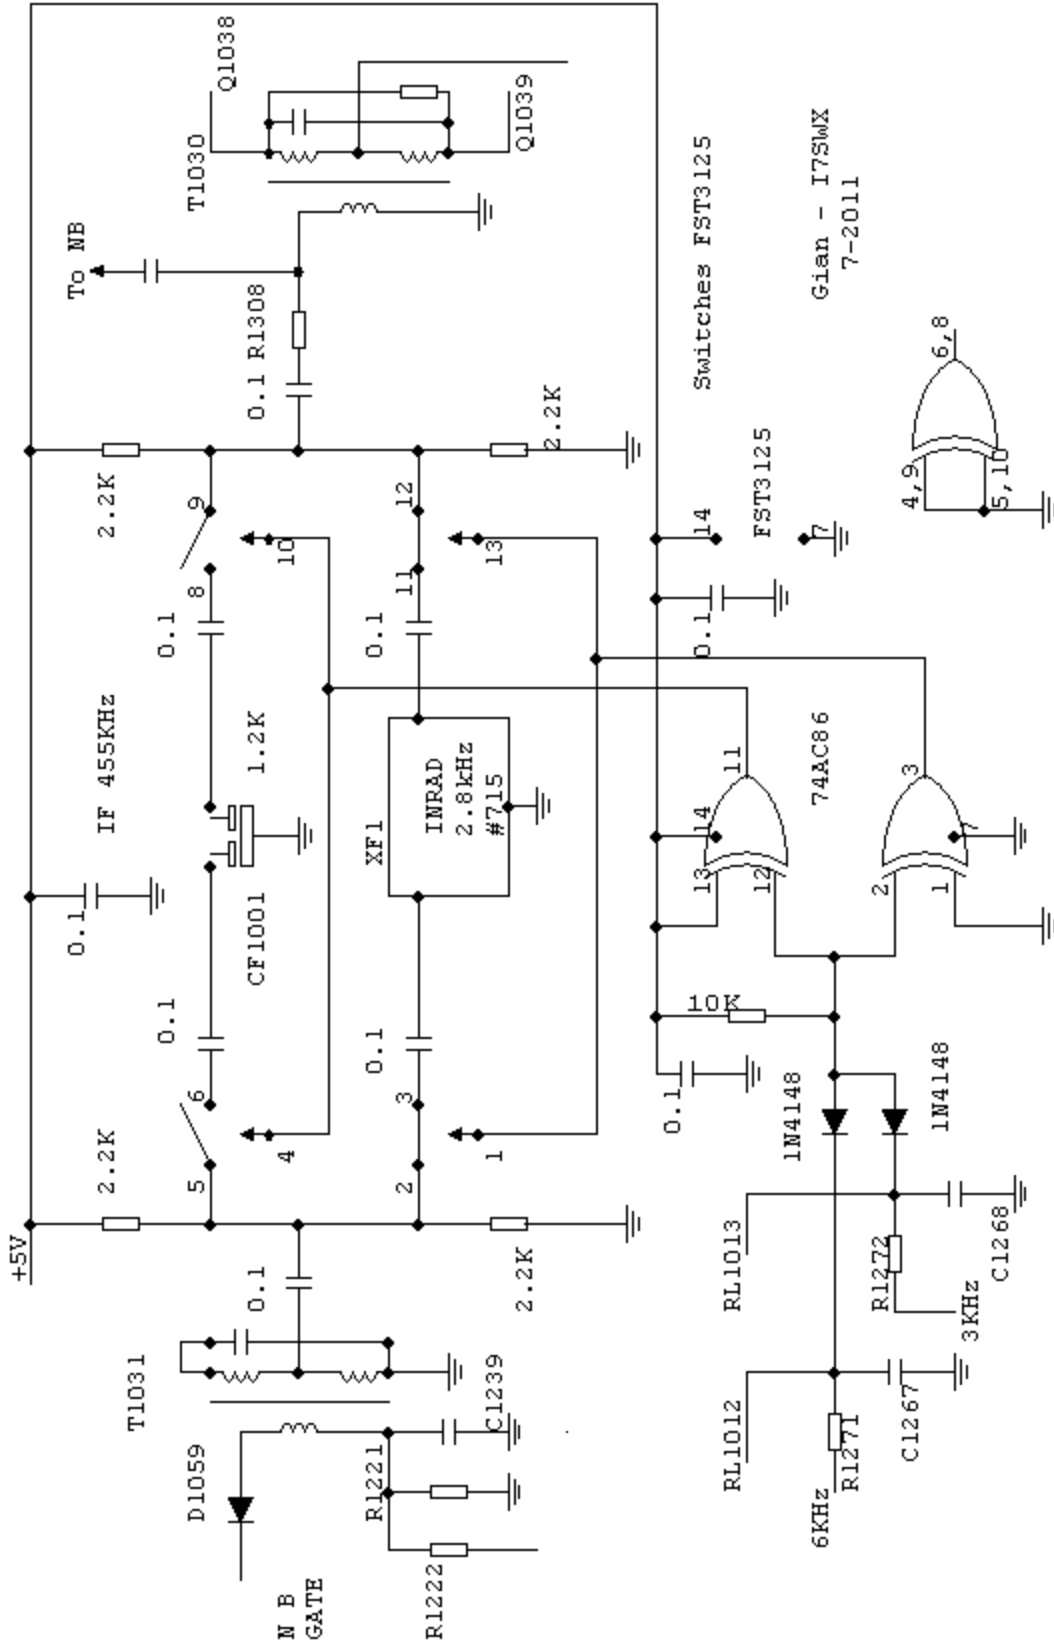 +5V
2.2K
5
6
0.1
0.1
IF 455KHz
CF1001
1.2K
0.1
8
9
2.2K
To NB
0.1 R1308
T1030
Q1038
Q1039
T1031
D1059
N B
GATE
R1222
R1221
C1239
0.1
2.2K
4
10
2
3
0.1
XF1
INRAD
2.8kHz
#715
0.1
11
12
1
13
2.2K
Switches FST3125
Gian - I7SWX
7-2011
14
FST3125
7
0.1
4,9
5,10
6,8
74AC86
14
13
12
11
2
1
3
7
10K
0.1
1N4148
1N4148
RL1013
R1272
C1268
3KHz
RL1012
R1271
C1267
6KHz